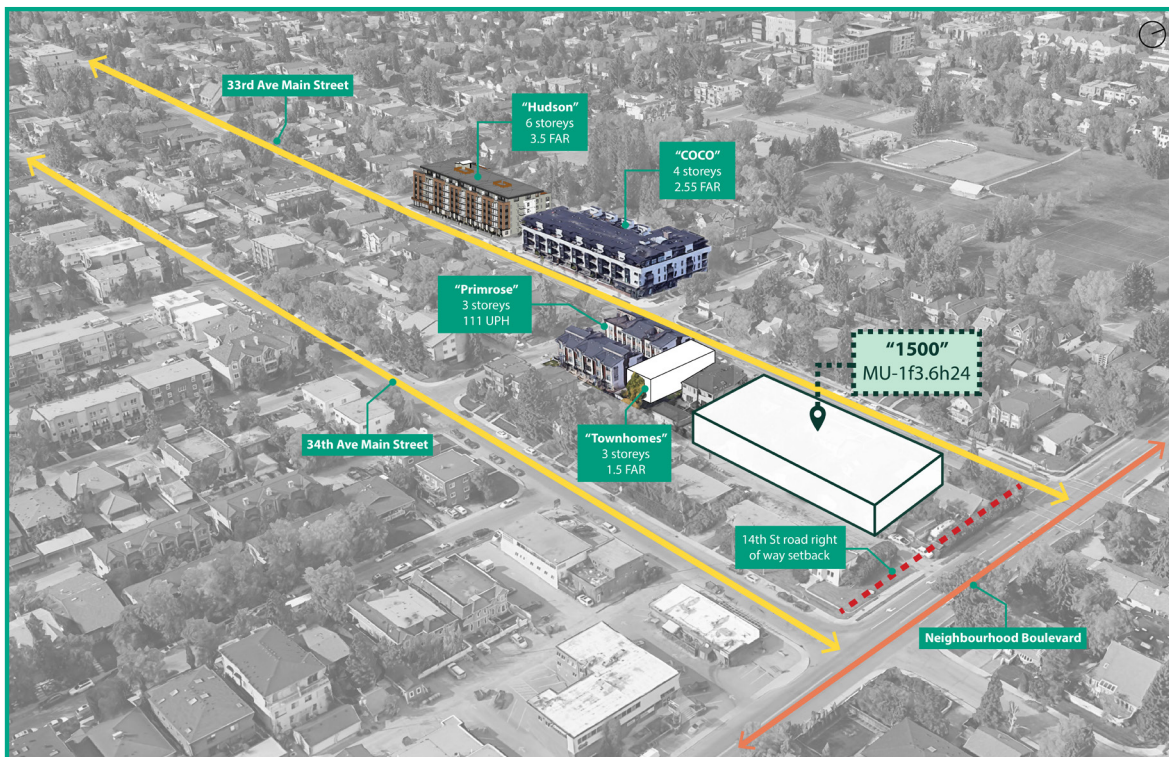 33rd Ave Main Street
“Hudson”
6 storeys
3.5 FAR
“COCO”
4 storeys
2.55 FAR
“Primrose”
3 storeys
111 UPH
“1500”
MU-1f3.6h24
“Townhomes”
3 storeys
1.5 FAR
34th Ave Main Street
14th St road right
of way setback
Neighbourhood Boulevard